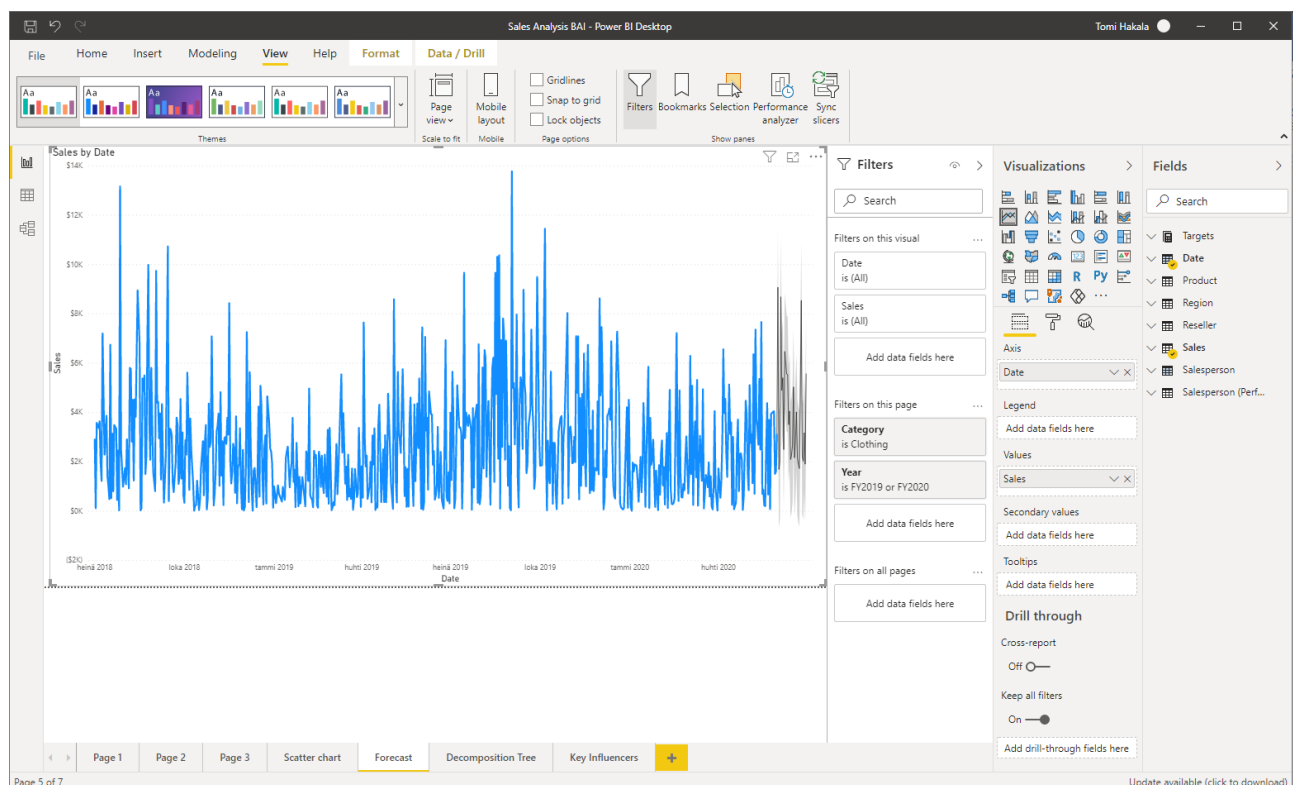 Sales Analysis BAI - Power BI Desktop
Tomi Hakala
File
Home
Insert
Modeling
View
Help
Format
Data / Drill
Aa
Aa
Aa
Aa
Aa
Aa
Themes
Page
view
Scale to fit
Mobile
layout
Mobile
Gridlines
Snap to grid
Lock objects
Page options
Filters
Bookmarks
Selection
Performance
analyzer
Sync
slicers
Show panes
Sales by Date
$14K
$12K
$10K
$8K
$6K
$4K
$2K
$0K
($2K)
Sales
heinä 2018
loka 2018
tammi 2019
huhti 2019
heinä 2019
loka 2019
tammi 2020
huhti 2020
Date
Filters
Search
Filters on this visual
Date
is (All)
Sales
is (All)
Add data fields here
Filters on this page
Category
is Clothing
Year
is FY2019 or FY2020
Add data fields here
Filters on all pages
Add data fields here
Visualizations
R
Py
Axis
Date
Legend
Add data fields here
Values
Sales
Secondary values
Add data fields here
Tooltips
Add data fields here
Drill through
Cross-report
Off
Keep all filters
On
Add drill-through fields here
Fields
Search
Targets
Date
Product
Region
Reseller
Sales
Salesperson
Salesperson (Perf...
Page 1
Page 2
Page 3
Scatter chart
Forecast
Decomposition Tree
Key Influencers
Page 5 of 7
Update available (click to download)